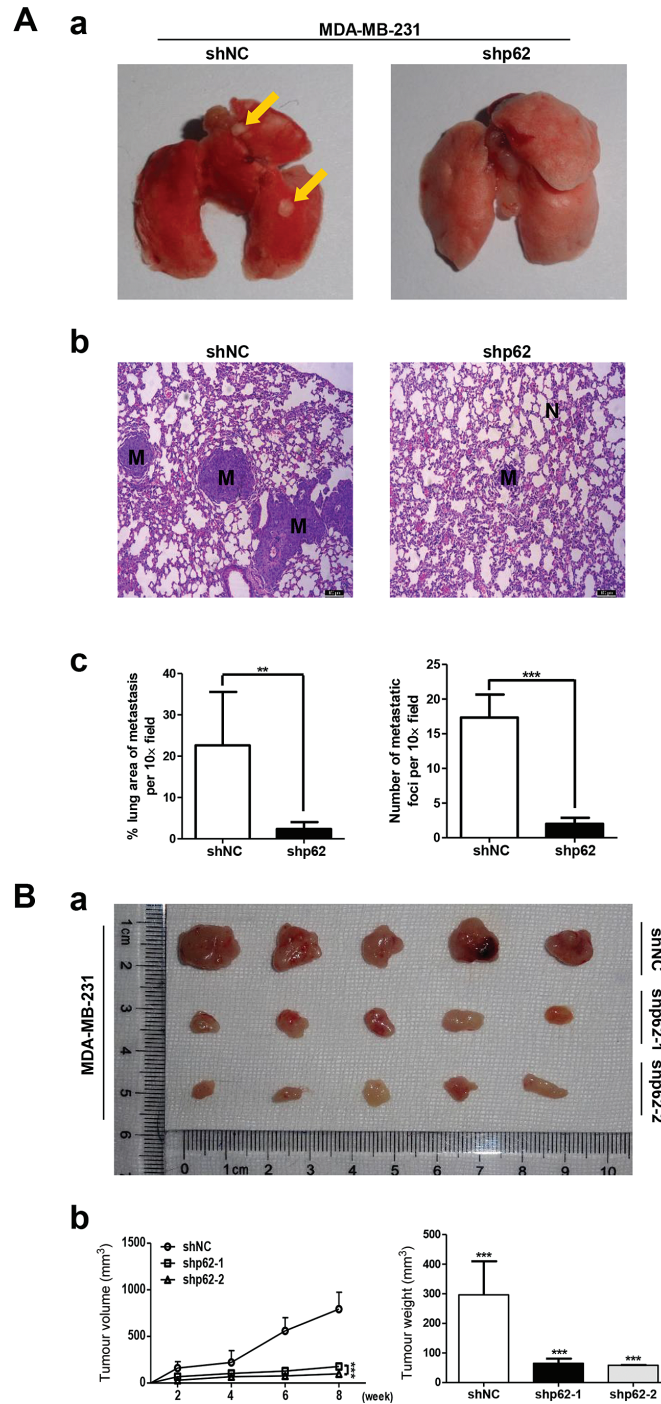 A
a
MDA-MB-231
shNC
shp62
b
shNC
shp62
M
M
M
N
M
c
% lung area of metastasis
per 10× field
40
30
20
10
0
**
shNC
shp62
Number of metastatic
foci per 10× field
25
20
15
10
5
0
***
shNC
shp62
B
a
MDA-MB-231
1cm
2
3
4
5
6
0
1cm
2
3
4
5
6
7
8
9
10
shNC
shp62-1
shp62-2
b
Tumour volume (mm3)
1500
1000
500
0
shNC
shp62-1
shp62-2
***
2
4
6
8
(week)
Tumour weight (mm3)
500
400
300
200
100
0
***
***
***
shNC
shp62-1
shp62-2